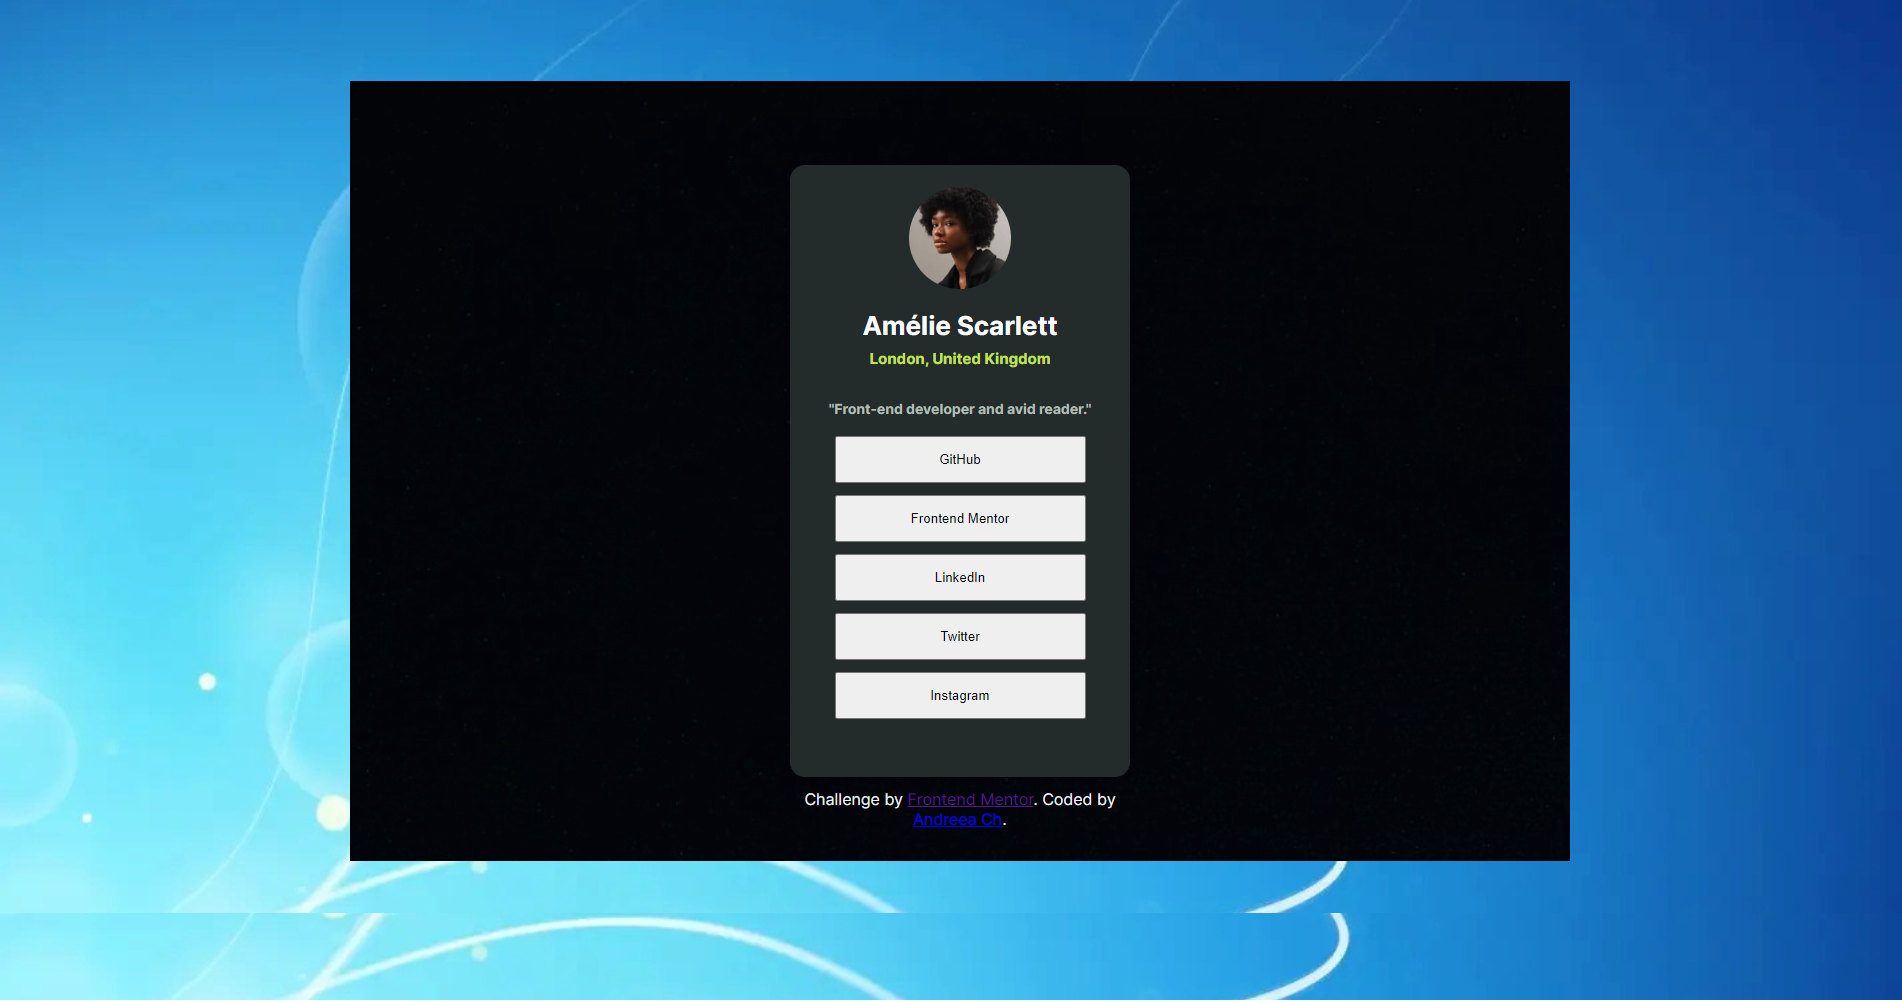 Amélie Scarlett
London, United Kingdom
"Front-end developer and avid reader."
GitHub
Frontend Mentor
LinkedIn
Twitter
Instagram
Challenge by Frontend Mentor. Coded by
Andreea Ch.